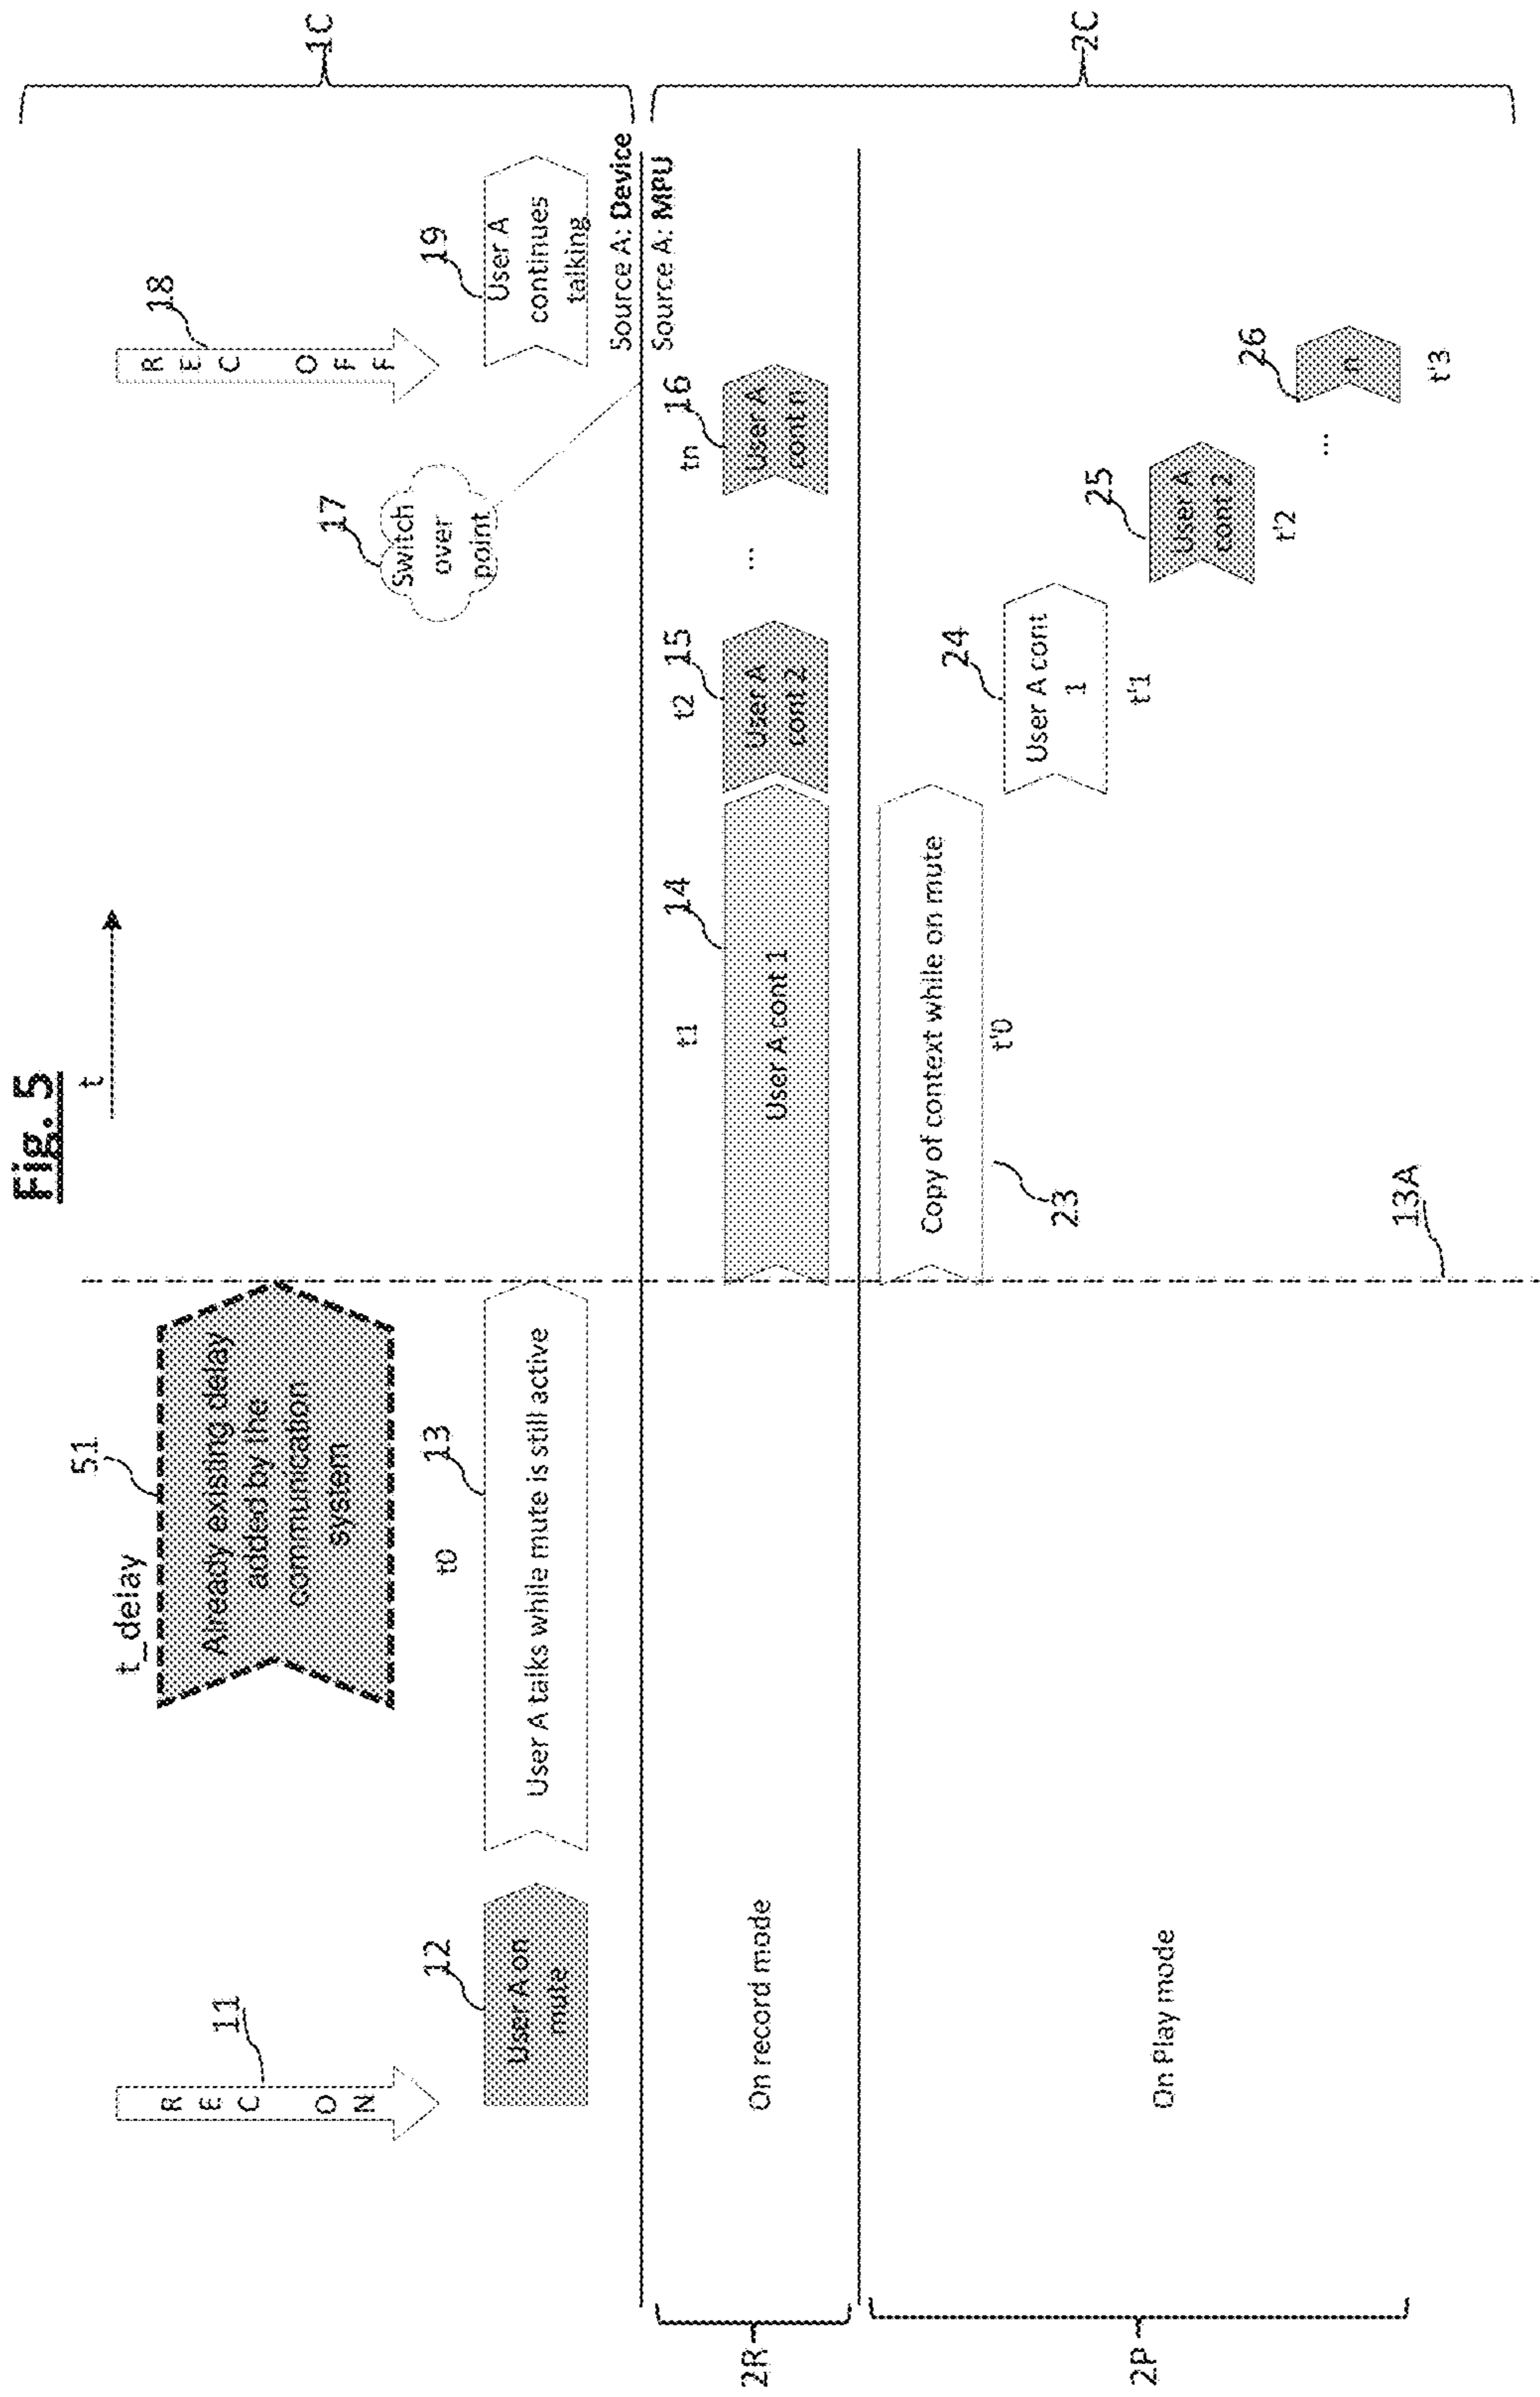 Fig. 5
t
1C
2C
11
REC ON
12
User A on
mute
t_delay
51
Already existing delay
added by the
communication
system
t0
13
User A talks while mute is still active
17
Switch
over
point
18
REC OFF
19
User A
continues
talking
Source A: Device
Source A: MPU
2R
On record mode
t1
14
User A cont 1
t2
15
User A
cont 2
...
tn
16
User A
cont n
2P
On Play mode
Copy of context while on mute
23
t'0
24
User A cont
1
t'1
25
User A
cont 2
t'2
...
26
n
t'3
13A